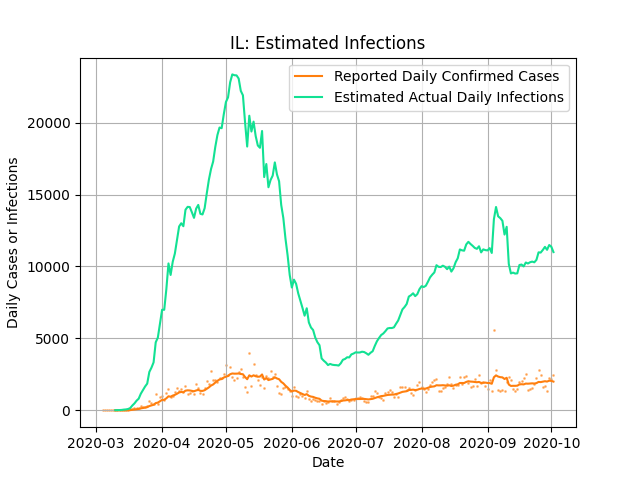 IL: Estimated Infections
Reported Daily Confirmed Cases
Estimated Actual Daily Infections
Daily Cases or Infections
20000
15000
10000
5000
0
2020-03 2020-04 2020-05 2020-06 2020-07 2020-08 2020-09 2020-10
Date